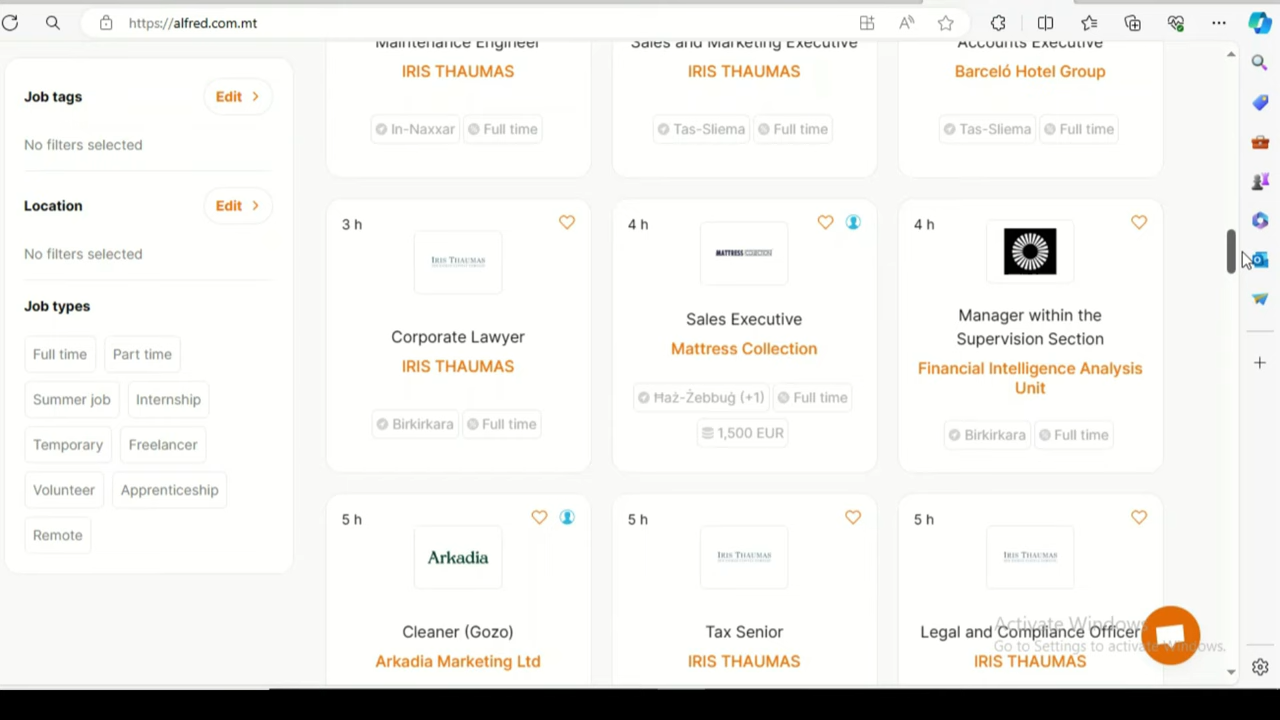 https://alfred.com.mt
Job tags
Edit >
No filters selected
Location
Edit >
No filters selected
Job types
Full time
Part time
Summer job
Internship
Temporary
Freelancer
Volunteer
Apprenticeship
Remote
Maintenance Engineer
IRIS THAUMAS
In-Naxxar
Full time
Sales and Marketing Executive
IRIS THAUMAS
Tas-Sliema
Full time
Accounts Executive
Barceló Hotel Group
Tas-Sliema
Full time
3 h
IRIS THAUMAS
Corporate Lawyer
IRIS THAUMAS
Birkirkara
Full time
4 h
MATTRESS COLLECTION
Sales Executive
Mattress Collection
Ħaż-Żebbuġ (+1)
Full time
1,500 EUR
4 h
Manager within the
Supervision Section
Financial Intelligence Analysis
Unit
Birkirkara
Full time
5 h
Arkadia
Cleaner (Gozo)
Arkadia Marketing Ltd
5 h
IRIS THAUMAS
Tax Senior
IRIS THAUMAS
5 h
IRIS THAUMAS
Legal and Compliance Officer
IRIS THAUMAS
Activate Windows
Go to Settings to activate Windows.